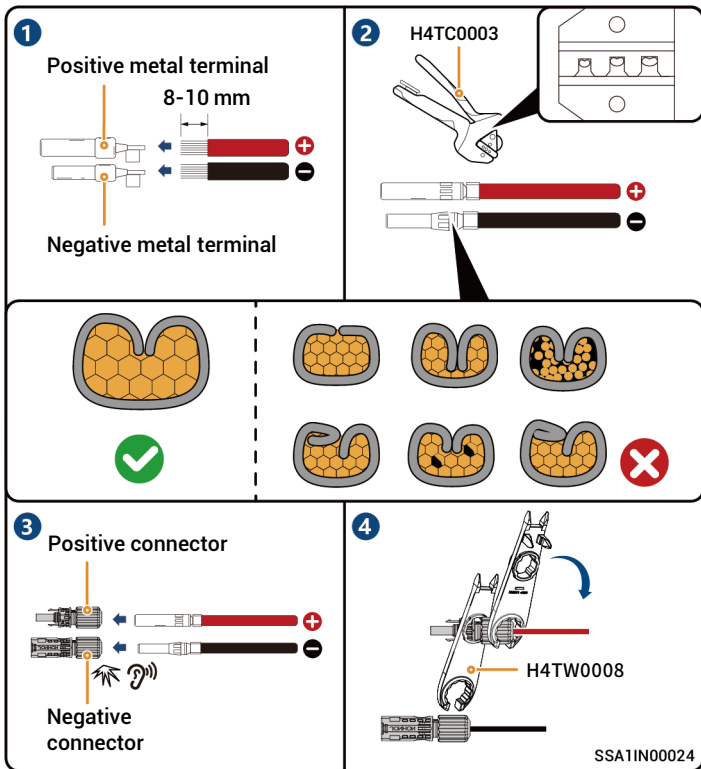 1
Positive metal terminal
8-10 mm
+
−
Negative metal terminal
2
H4TC0003
+
−
3
Positive connector
+
−
Negative
connector
4
H4TW0008
SSA1IN00024